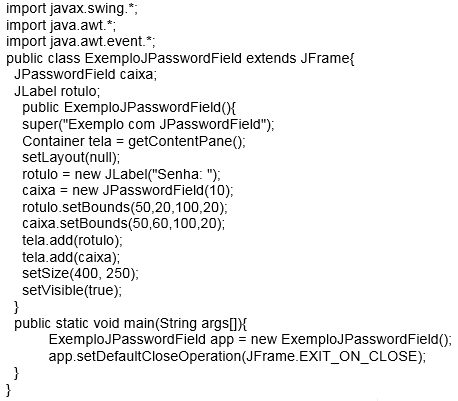 import javax.swing.*;
import java.awt.*;
import java.awt.event.*;
public class ExemploJPasswordField extends JFrame{
  JPasswordField caixa;
  JLabel rotulo;
    public ExemploJPasswordField(){
    super("Exemplo com JPasswordField");
    Container tela = getContentPane();
    setLayout(null);
    rotulo = new JLabel("Senha: ");
    caixa = new JPasswordField(10);
    rotulo.setBounds(50,20,100,20);
    caixa.setBounds(50,60,100,20);
    tela.add(rotulo);
    tela.add(caixa);
    setSize(400, 250);
    setVisible(true);
  }
  public static void main(String args[]){
        ExemploJPasswordField app = new ExemploJPasswordField();
        app.setDefaultCloseOperation(JFrame.EXIT_ON_CLOSE);
  }
}